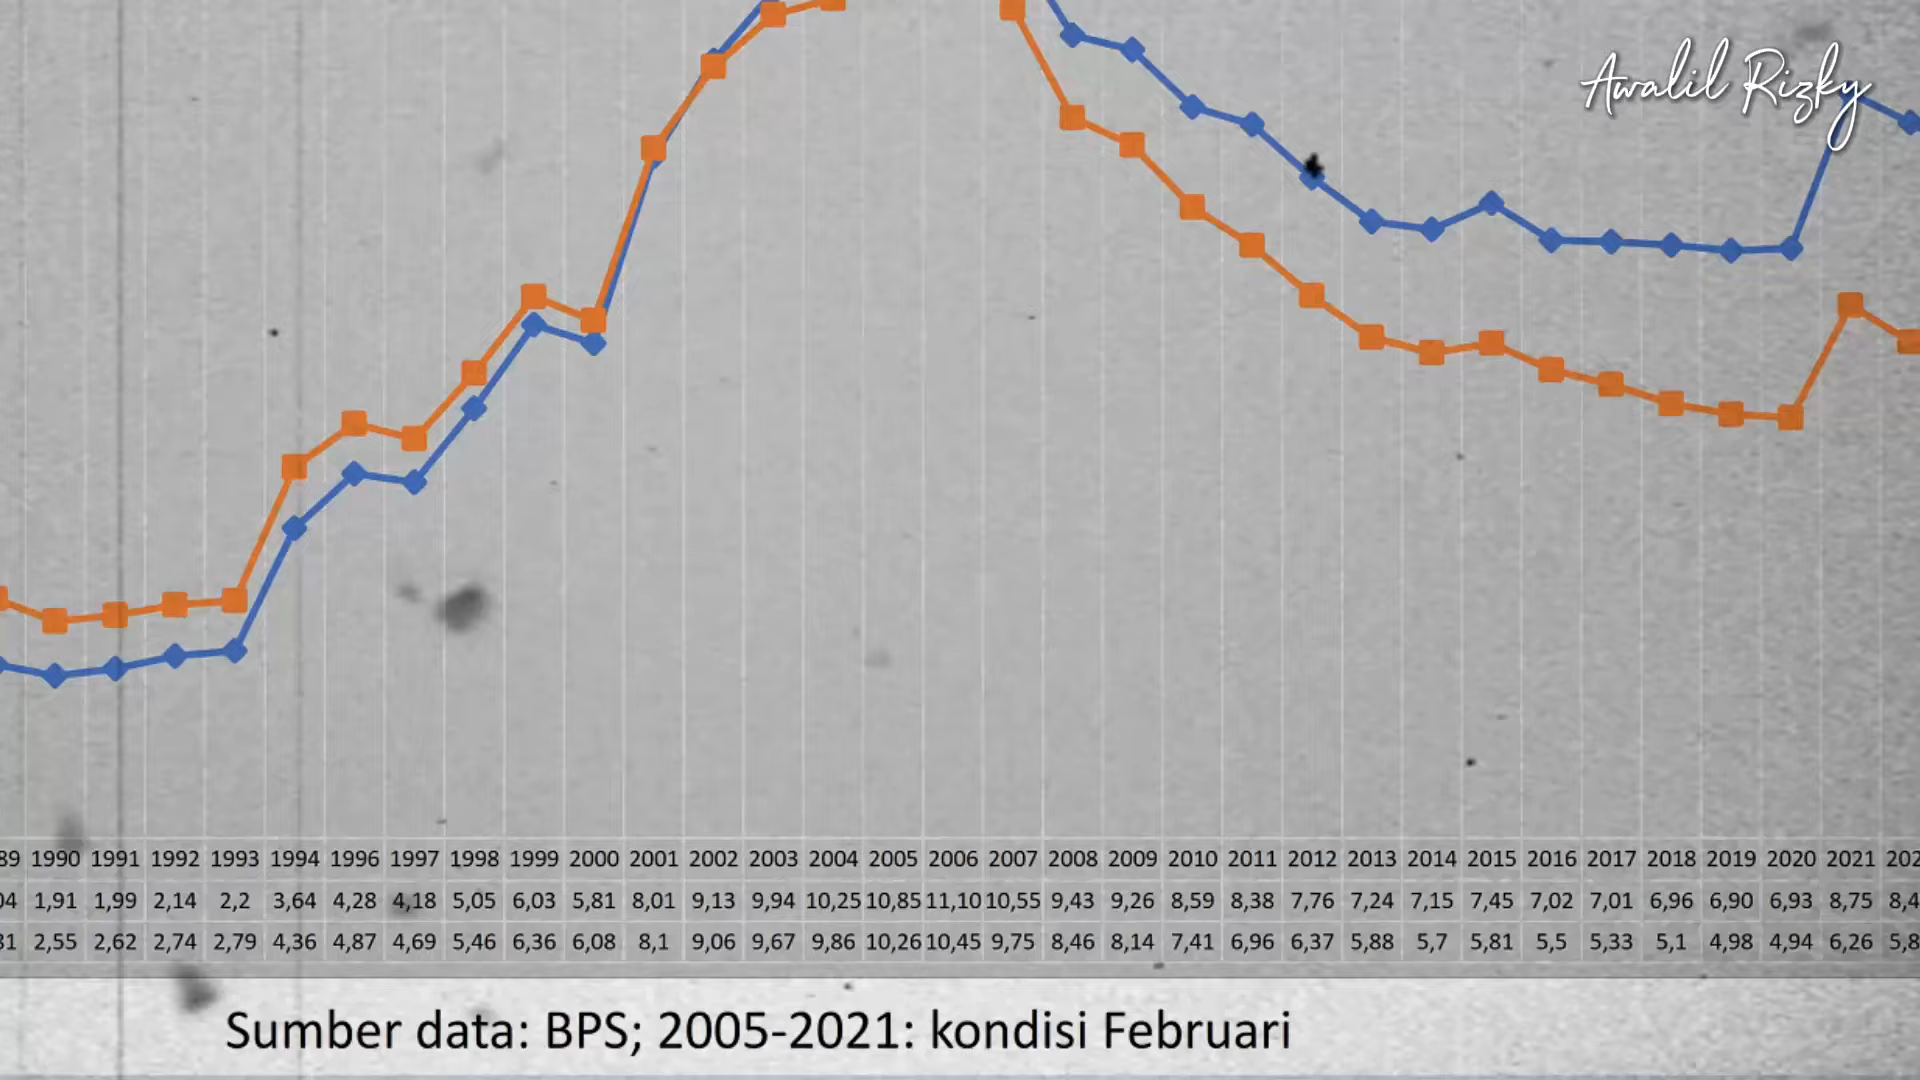 Awalil Rizky
89 1990 1991 1992 1993 1994 1996 1997 1998 1999 2000 2001 2002 2003 2004 2005 2006 2007 2008 2009 2010 2011 2012 2013 2014 2015 2016 2017 2018 2019 2020 2021 202
04 1,91 1,99 2,14 2,2 3,64 4,28 4,18 5,05 6,03 5,81 8,01 9,13 9,94 10,25 10,85 11,10 10,55 9,43 9,26 8,59 8,38 7,76 7,24 7,15 7,45 7,02 7,01 6,96 6,90 6,93 8,75 8,4
81 2,55 2,62 2,74 2,79 4,36 4,87 4,69 5,46 6,36 6,08 8,1 9,06 9,67 9,86 10,26 10,45 9,75 8,46 8,14 7,41 6,96 6,37 5,88 5,7 5,81 5,5 5,33 5,1 4,98 4,94 6,26 5,8
Sumber data: BPS; 2005-2021: kondisi Februari